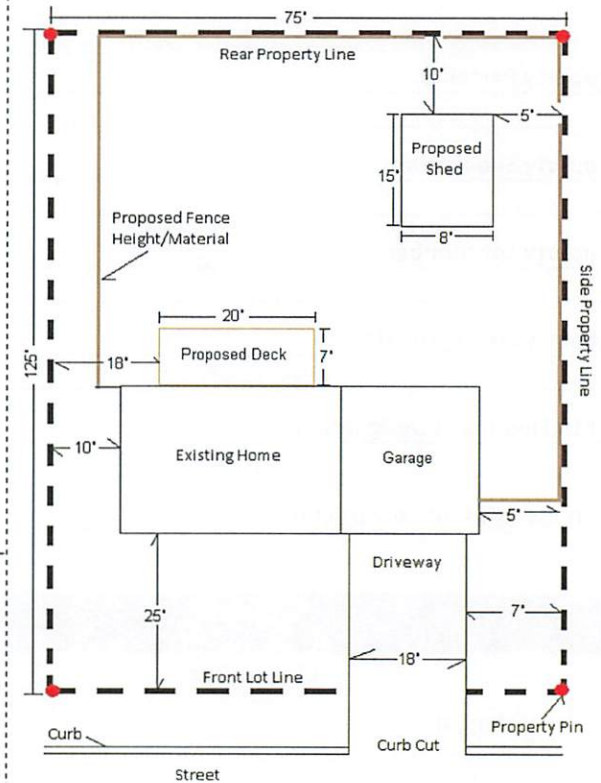 75'
Rear Property Line
10'
5'
Proposed
Shed
15'
8'
Proposed Fence
Height/Material
Side Property Line
20'
125'
18'
Proposed Deck
7'
10'
Existing Home
Garage
5'
Driveway
25'
7'
18'
Front Lot Line
Property Pin
Curb
Curb Cut
Street